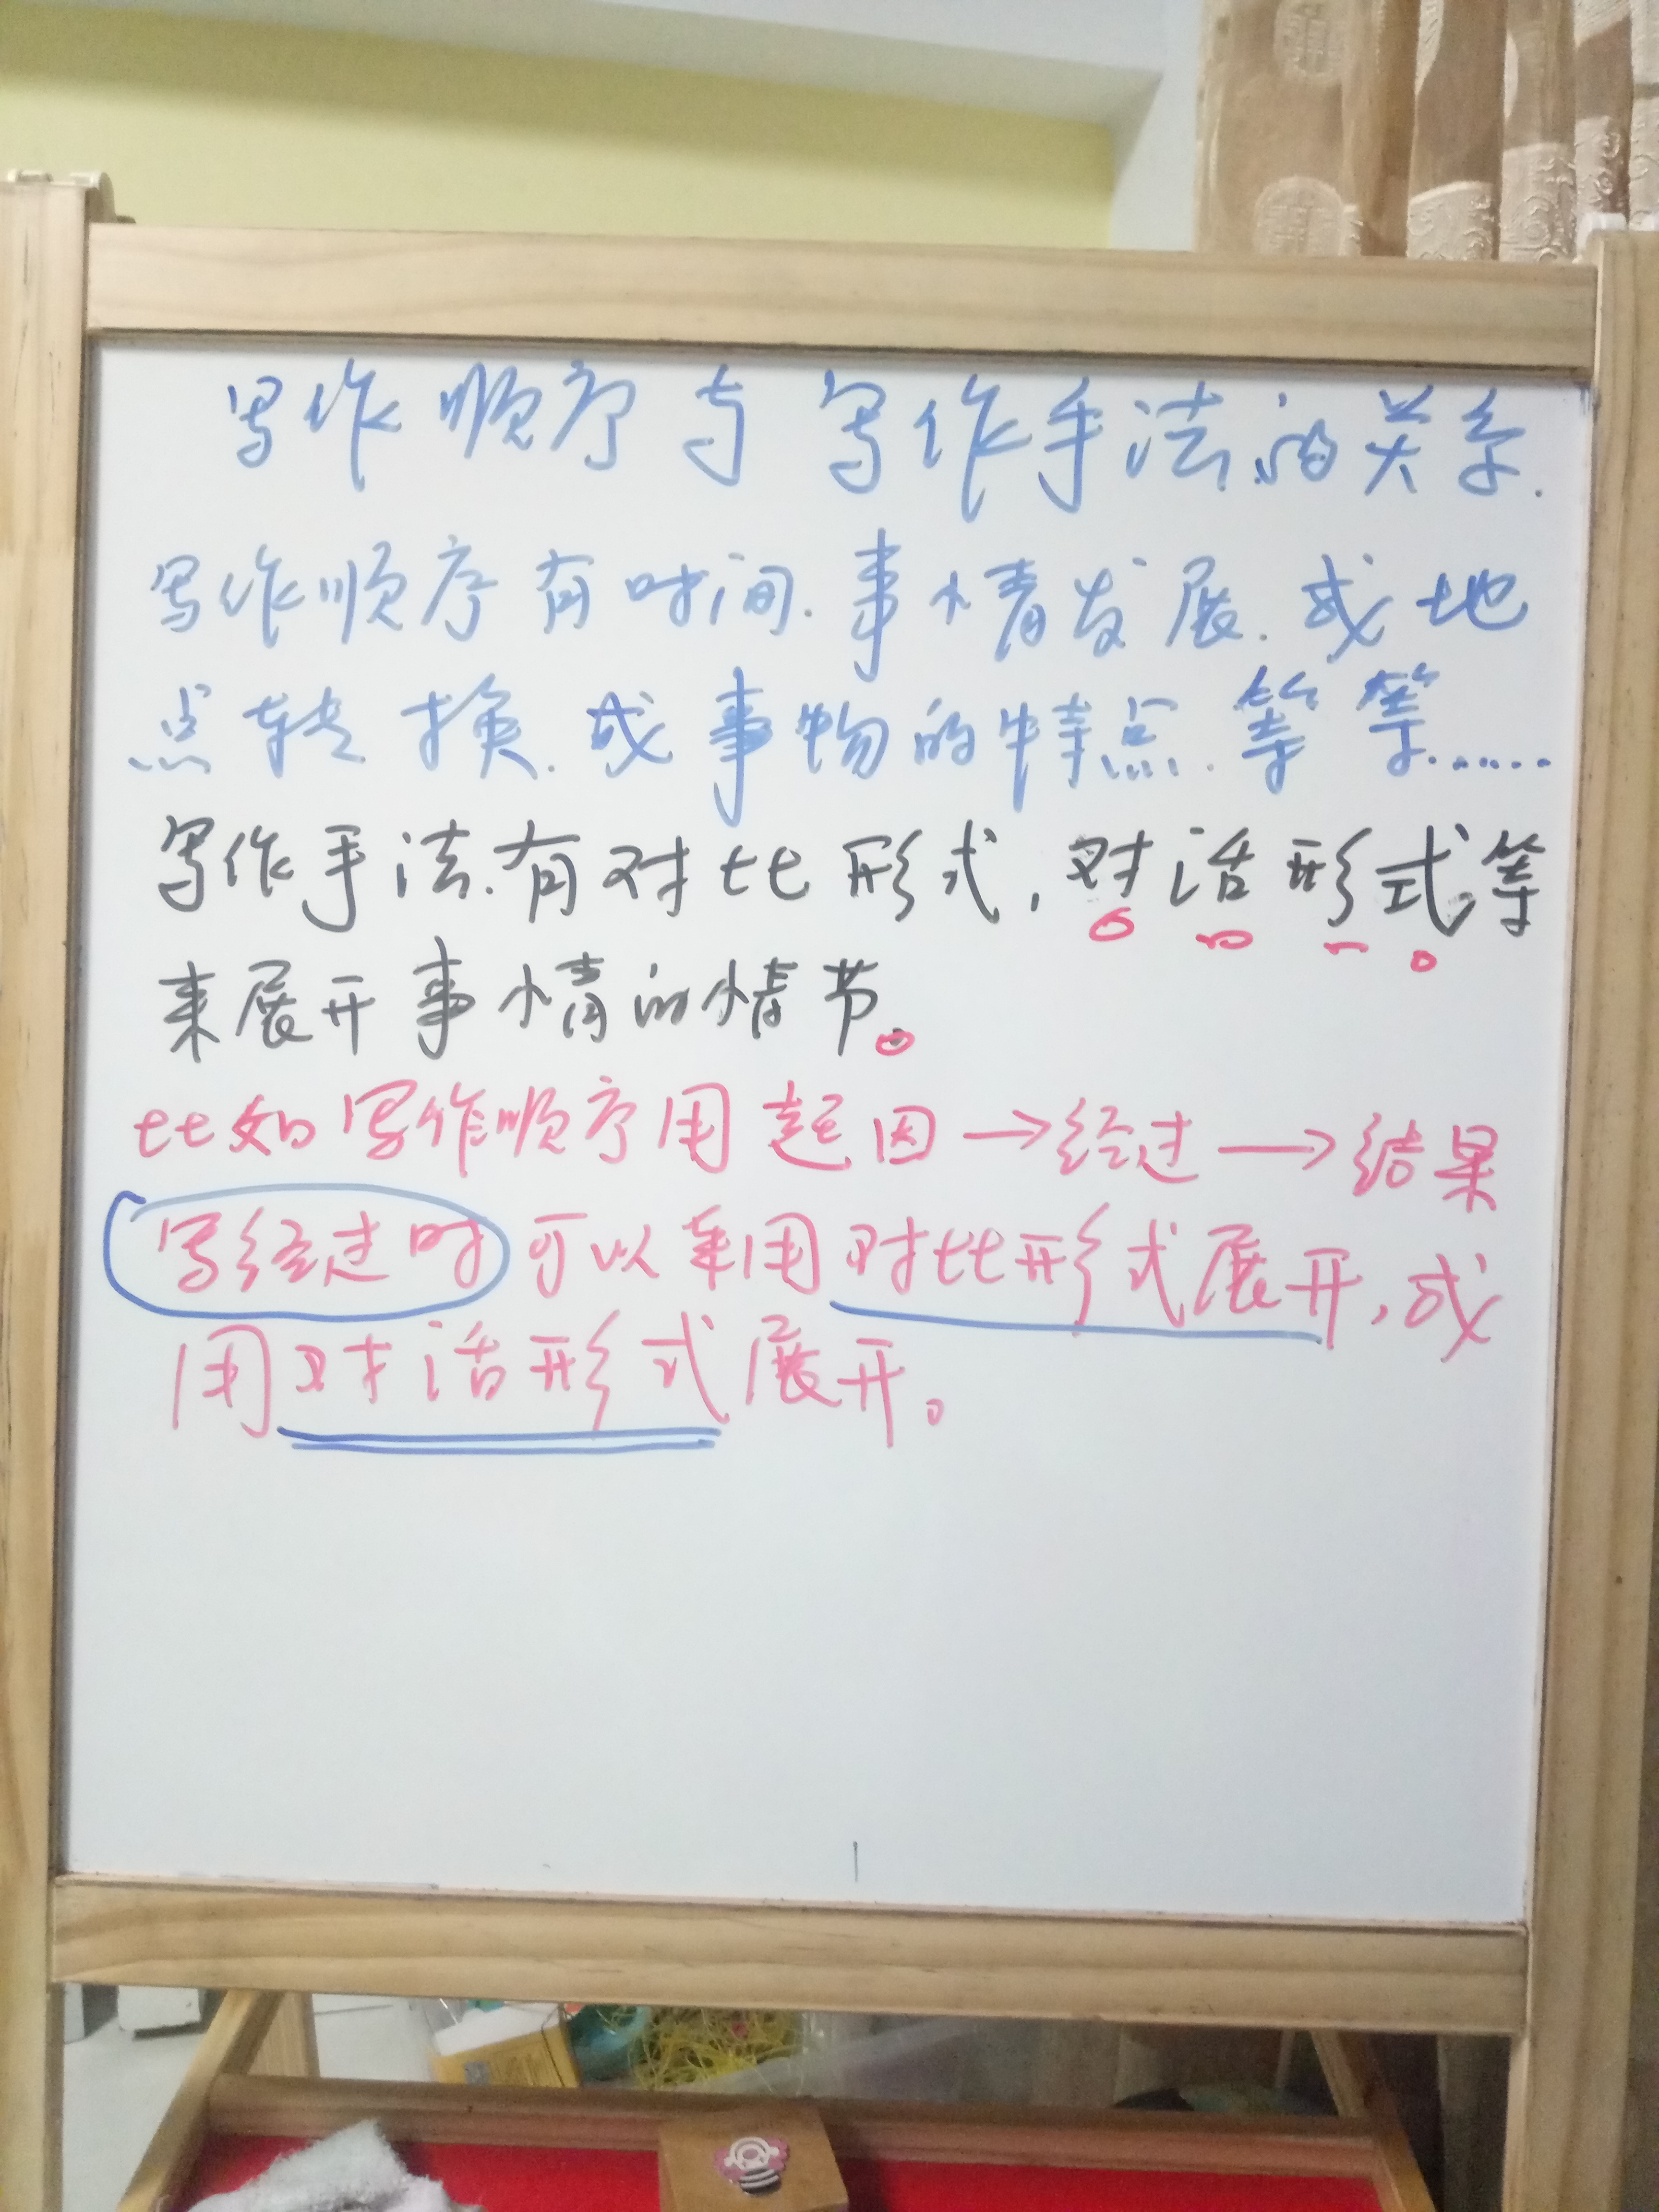 写作顺序与写作手法的关系.
写作顺序有时间.事情发展.或地
点转换.或事物的特点.等等......
写作手法.有对比形式,对话形式,等
来展开事情的情节。
比如写作顺序用起因→经过→结果
写经过时可以采用对比形式展开,或
用对话形式展开。